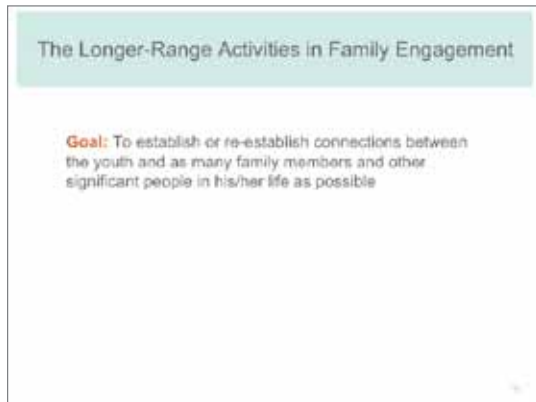 The Longer-Range Activities in Family Engagement
Goal: To establish or re-establish connections between
the youth and as many family members and other
significant people in his/her life as possible